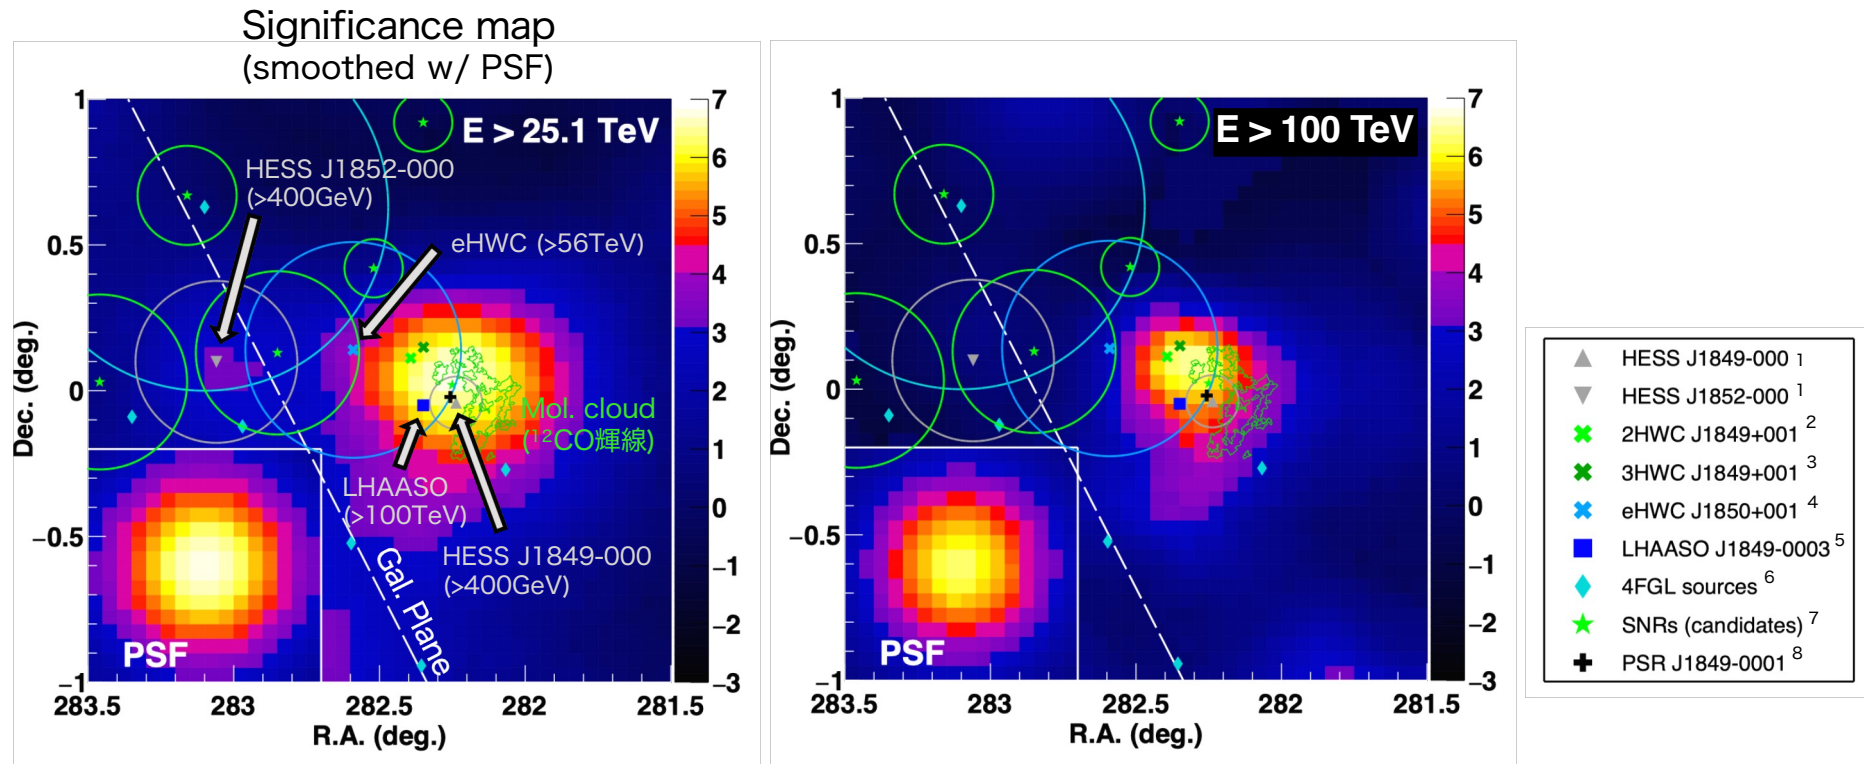 Significance map
(smoothed w/ PSF)
E > 25.1 TeV
HESS J1852-000
(>400GeV)
eHWC (>56TeV)
Mol. cloud
(¹²CO輝線)
LHAASO
(>100TeV)
HESS J1849-000
(>400GeV)
Gal. Plane
PSF
Dec. (deg.)
1
0.5
0
−0.5
−1
283.5 283 282.5 282 281.5
R.A. (deg.)
7
6
5
4
3
2
1
0
−1
−2
−3
E > 100 TeV
PSF
Dec. (deg.)
1
0.5
0
−0.5
−1
283.5 283 282.5 282 281.5
R.A. (deg.)
7
6
5
4
3
2
1
0
−1
−2
−3
HESS J1849-000 1
HESS J1852-000 1
2HWC J1849+001 2
3HWC J1849+001 3
eHWC J1850+001 4
LHAASO J1849-0003 5
4FGL sources 6
SNRs (candidates) 7
PSR J1849-0001 8